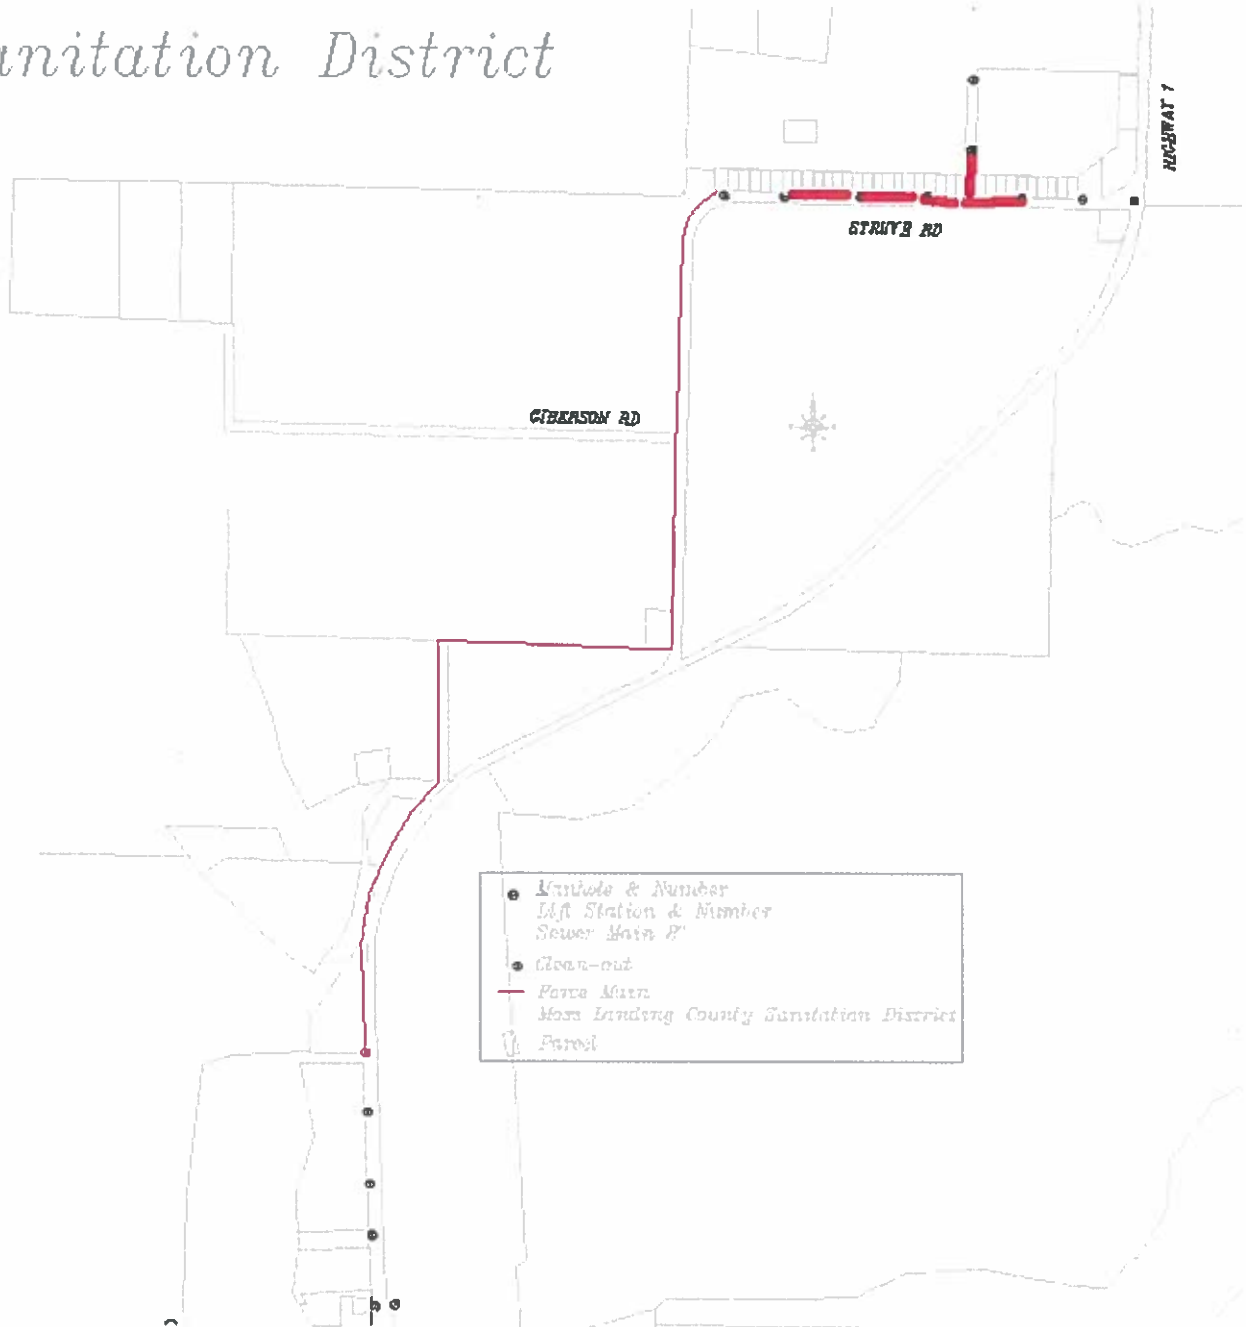 anitation District
HIGHWAY 1
STRUVE RD
GIBERSON RD
Manhole & Number
Lift Station & Number
Sewer Main 8"
Clean-out
Force Main
Moss Landing County Sanitation District
Parcel